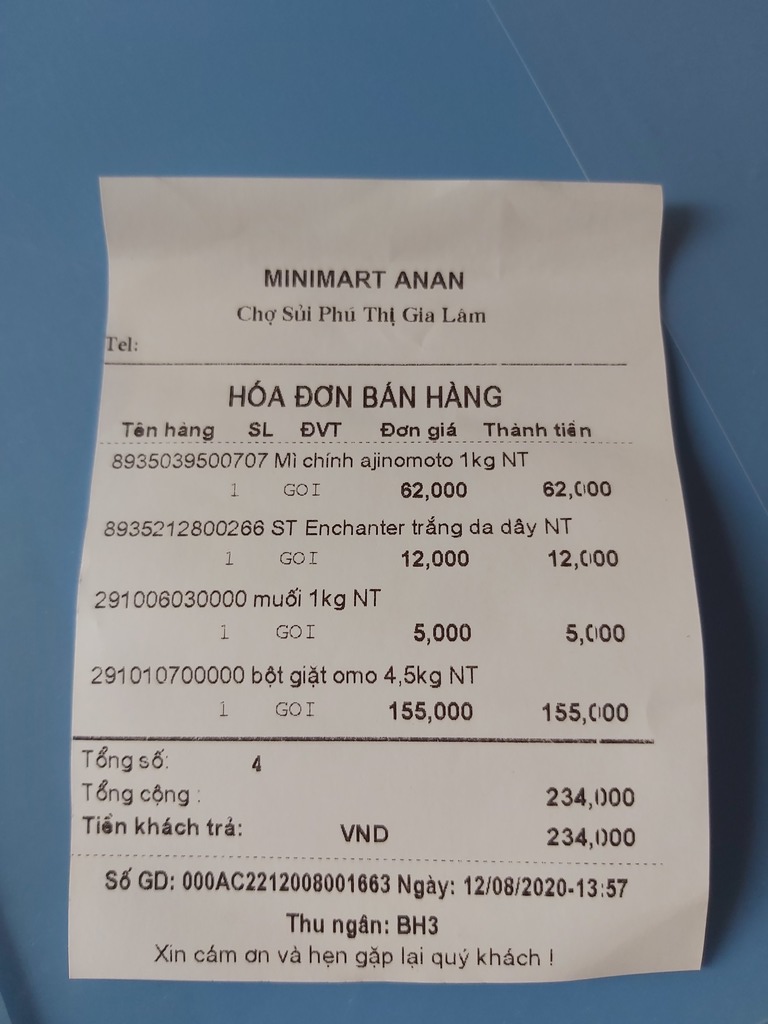 MINIMART ANAN
Chợ Sủi Phú Thị Gia Lâm
Tel:
HÓA ĐƠN BÁN HÀNG
Tên hàng SL ĐVT Đơn giá Thành tiền
8935039500707 Mì chính ajinomoto 1kg NT
1 GOI 62,000 62,000
8935212800266 ST Enchanter trắng da dây NT
1 GOI 12,000 12,000
291006030000 muối 1kg NT
1 GOI 5,000 5,000
291010700000 bột giặt omo 4,5kg NT
1 GOI 155,000 155,000
Tổng số: 4
Tổng cộng : 234,000
Tiền khách trả: VND 234,000
Số GD: 000AC2212008001663 Ngày: 12/08/2020-13:57
Thu ngân: BH3
Xin cám ơn và hẹn gặp lại quý khách !